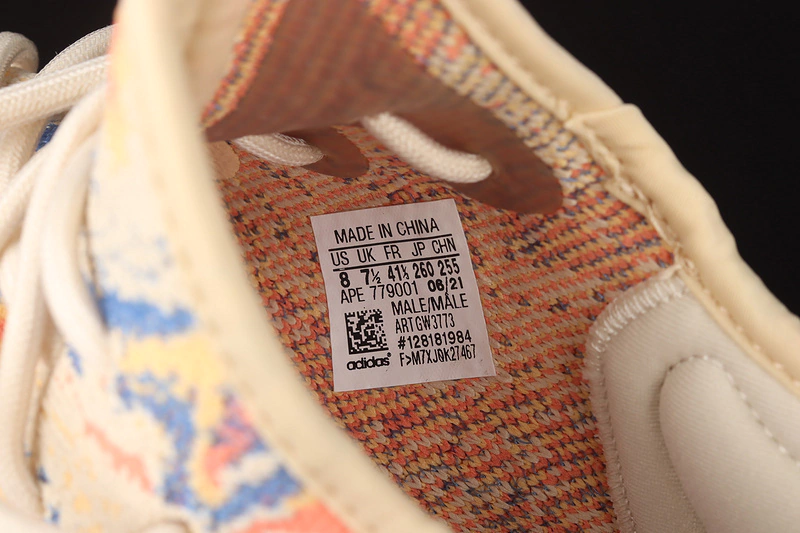 MADE IN CHINA
US UK FR JP CHN
8 7½ 41⅓ 260 255
APE 779001 06/21
MALE/MÂLE
ART GW3773
#128181984
adidas® F>M7XJ0K27467